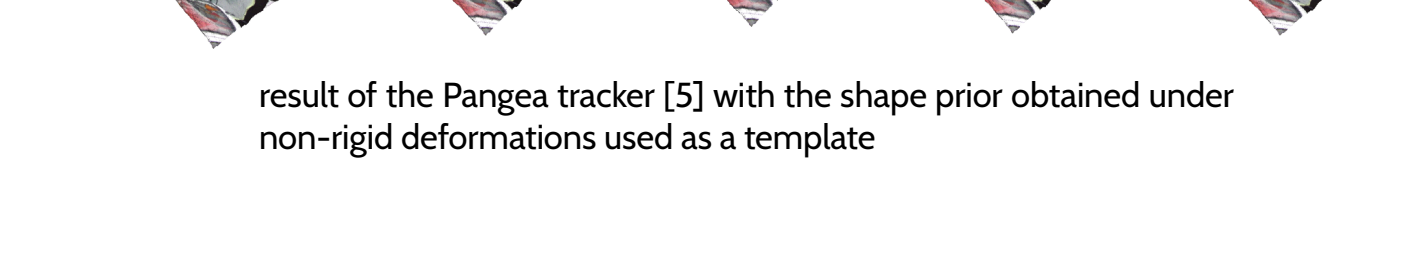 result of the Pangea tracker [5] with the shape prior obtained under
non-rigid deformations used as a template